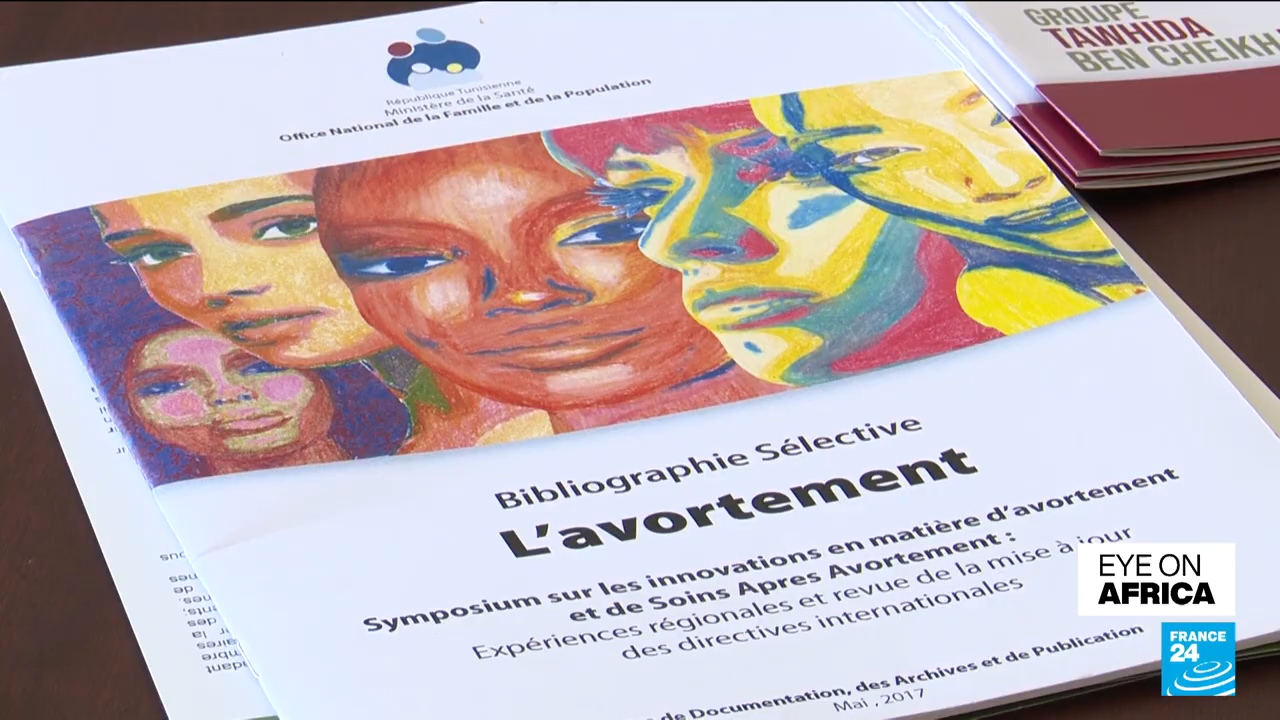 République Tunisienne
Ministère de la Santé
Office National de la Famille et de la Population
GROUPE
TAWHIDA
BEN CHEIKH
Bibliographie Sélective
L'avortement
Symposium sur les innovations en matière d'avortement
et de Soins Apres Avortement :
Expériences régionales et revue de la mise à jour
des directives internationales
de Documentation, des Archives et de Publication
Mai , 2017
EYE ON
AFRICA
FRANCE
24